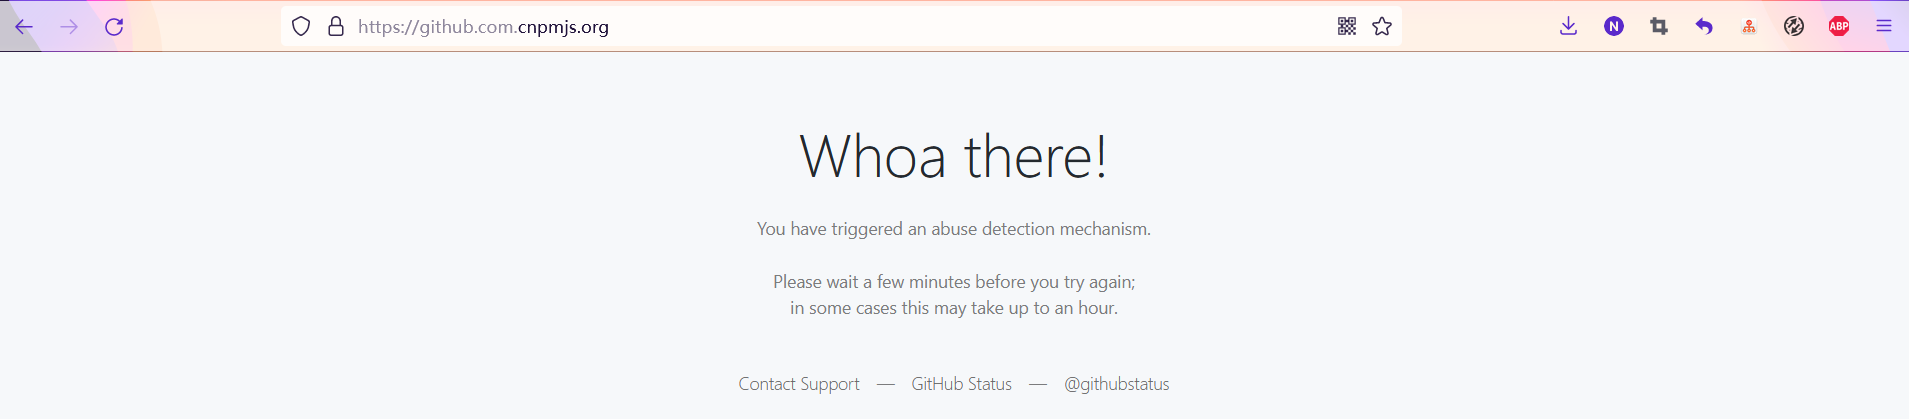 https://github.com.cnpmjs.org
N
ABP
Whoa there!
You have triggered an abuse detection mechanism.
Please wait a few minutes before you try again;
in some cases this may take up to an hour.
Contact Support — GitHub Status — @githubstatus